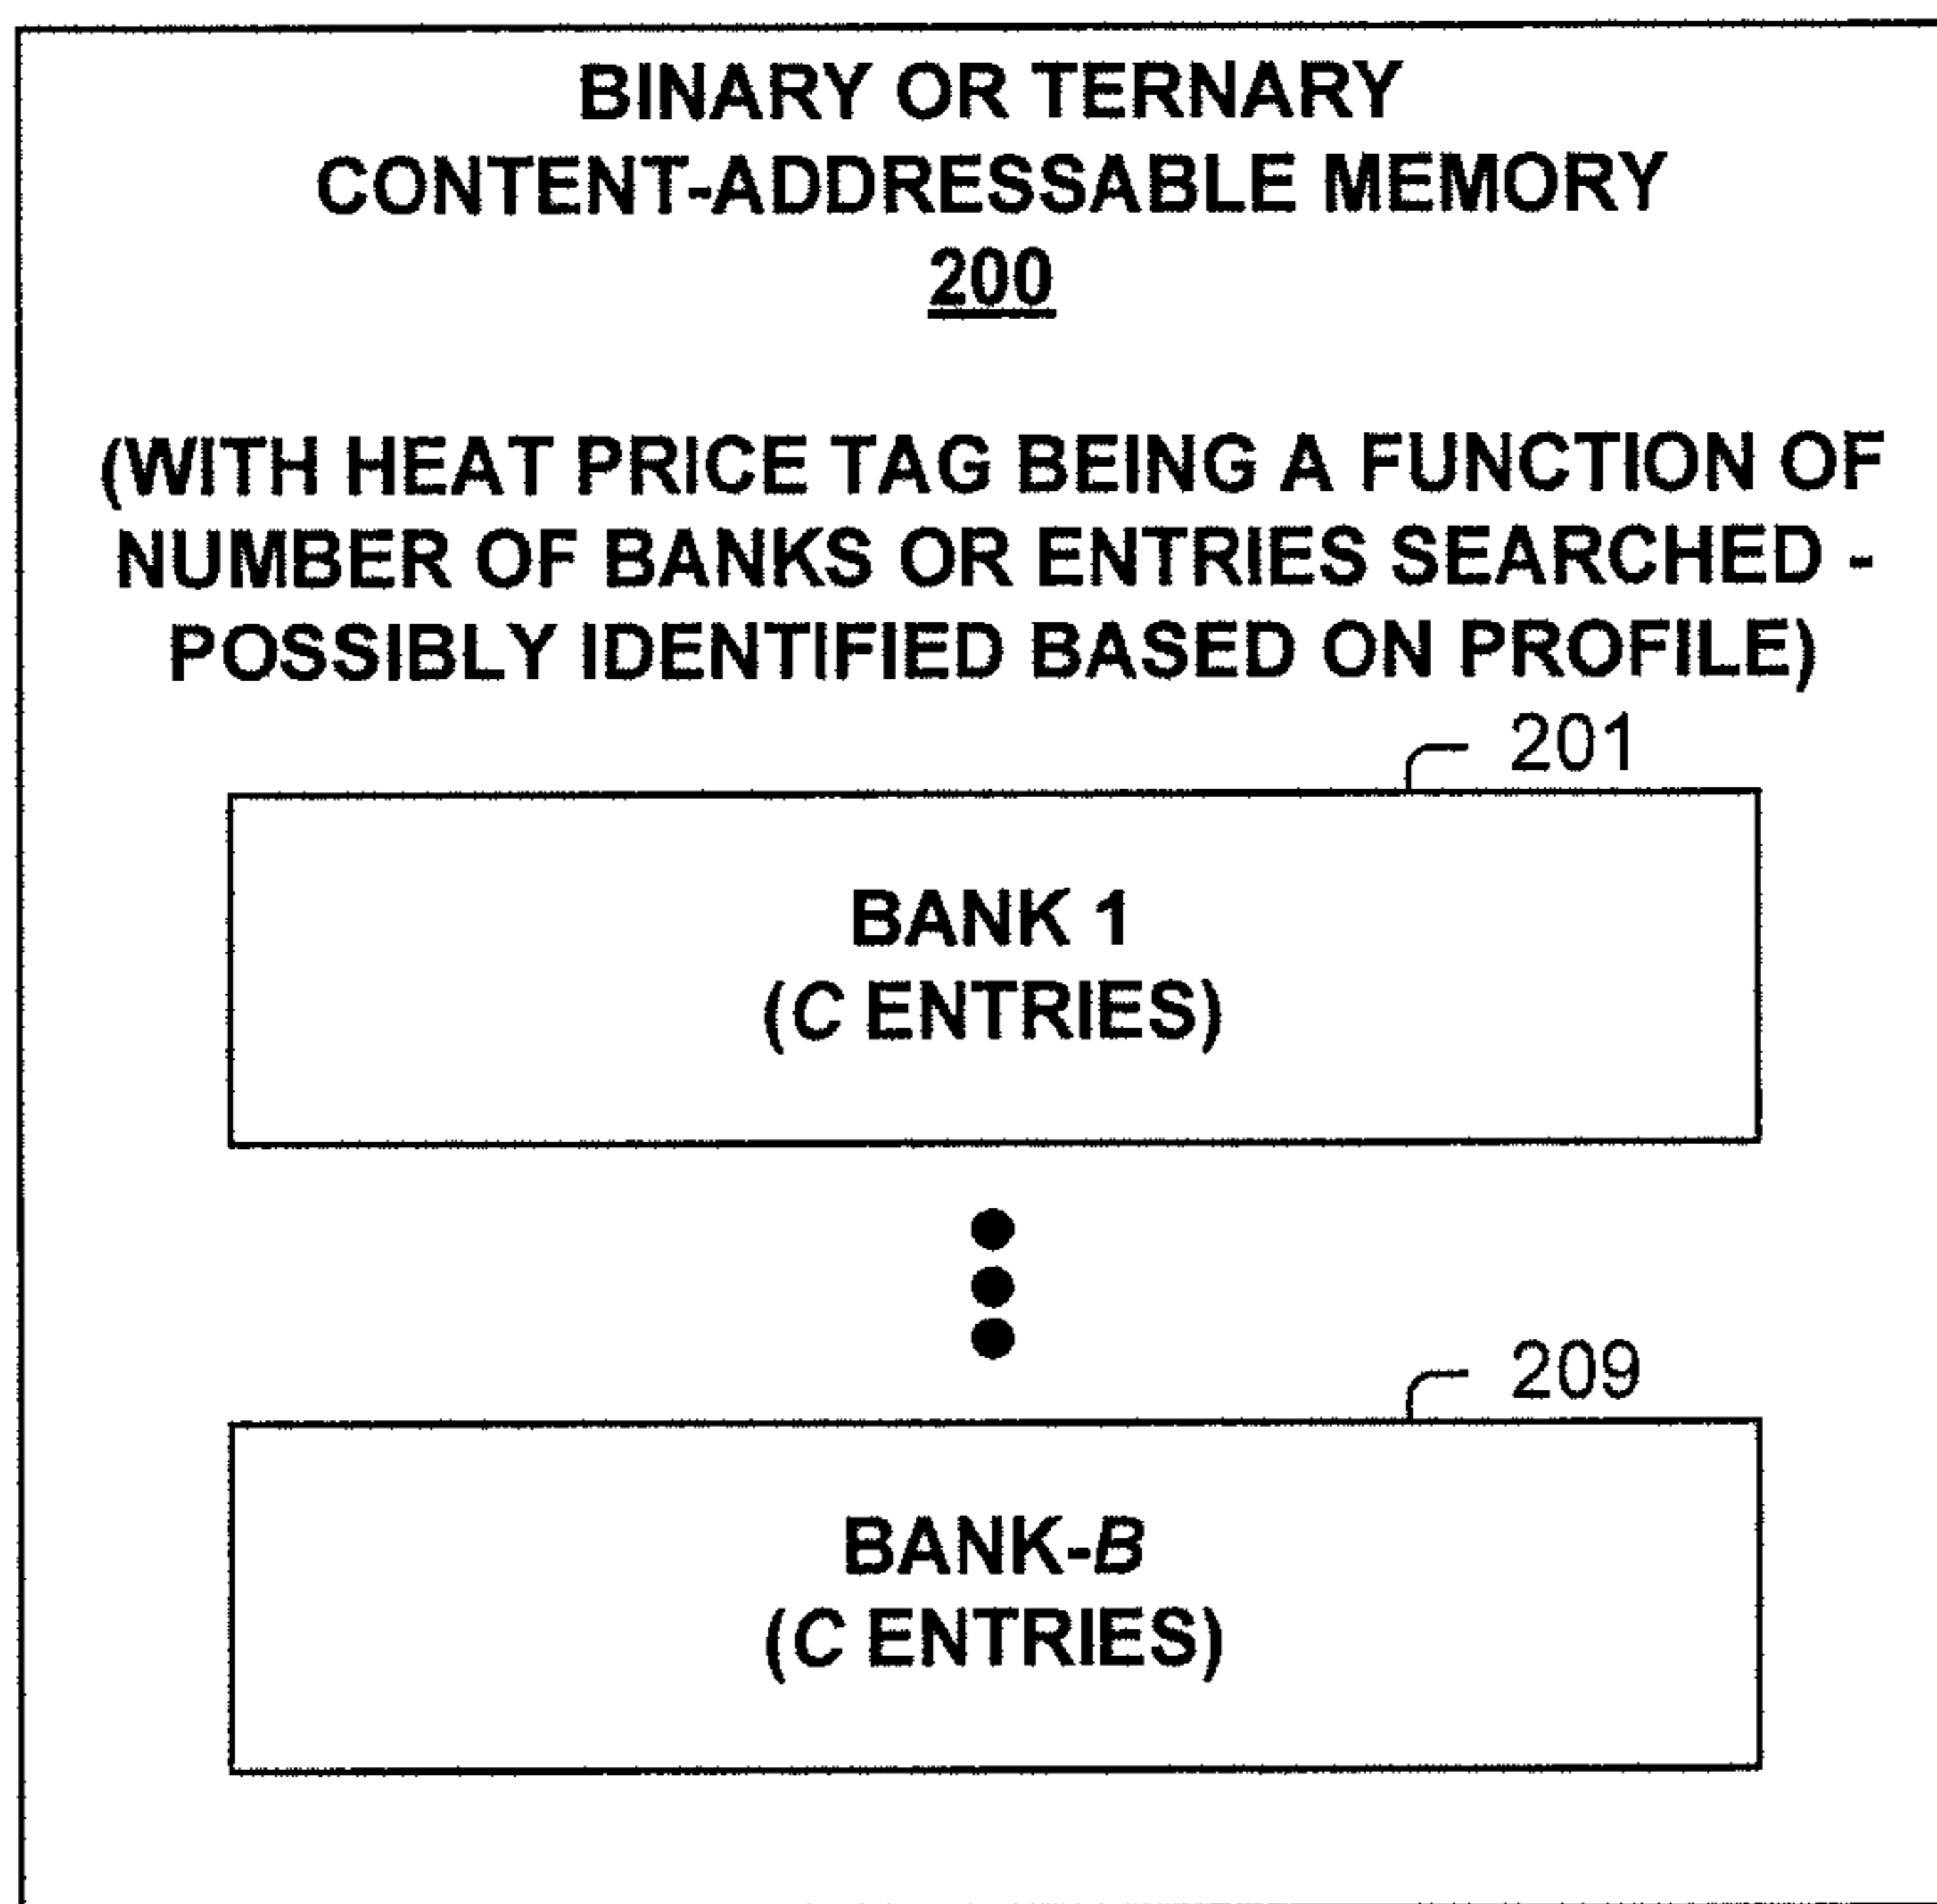 BINARY OR TERNARY
CONTENT-ADDRESSABLE MEMORY
200
(WITH HEAT PRICE TAG BEING A FUNCTION OF
NUMBER OF BANKS OR ENTRIES SEARCHED -
POSSIBLY IDENTIFIED BASED ON PROFILE)
201
BANK 1
(C ENTRIES)
209
BANK-B
(C ENTRIES)